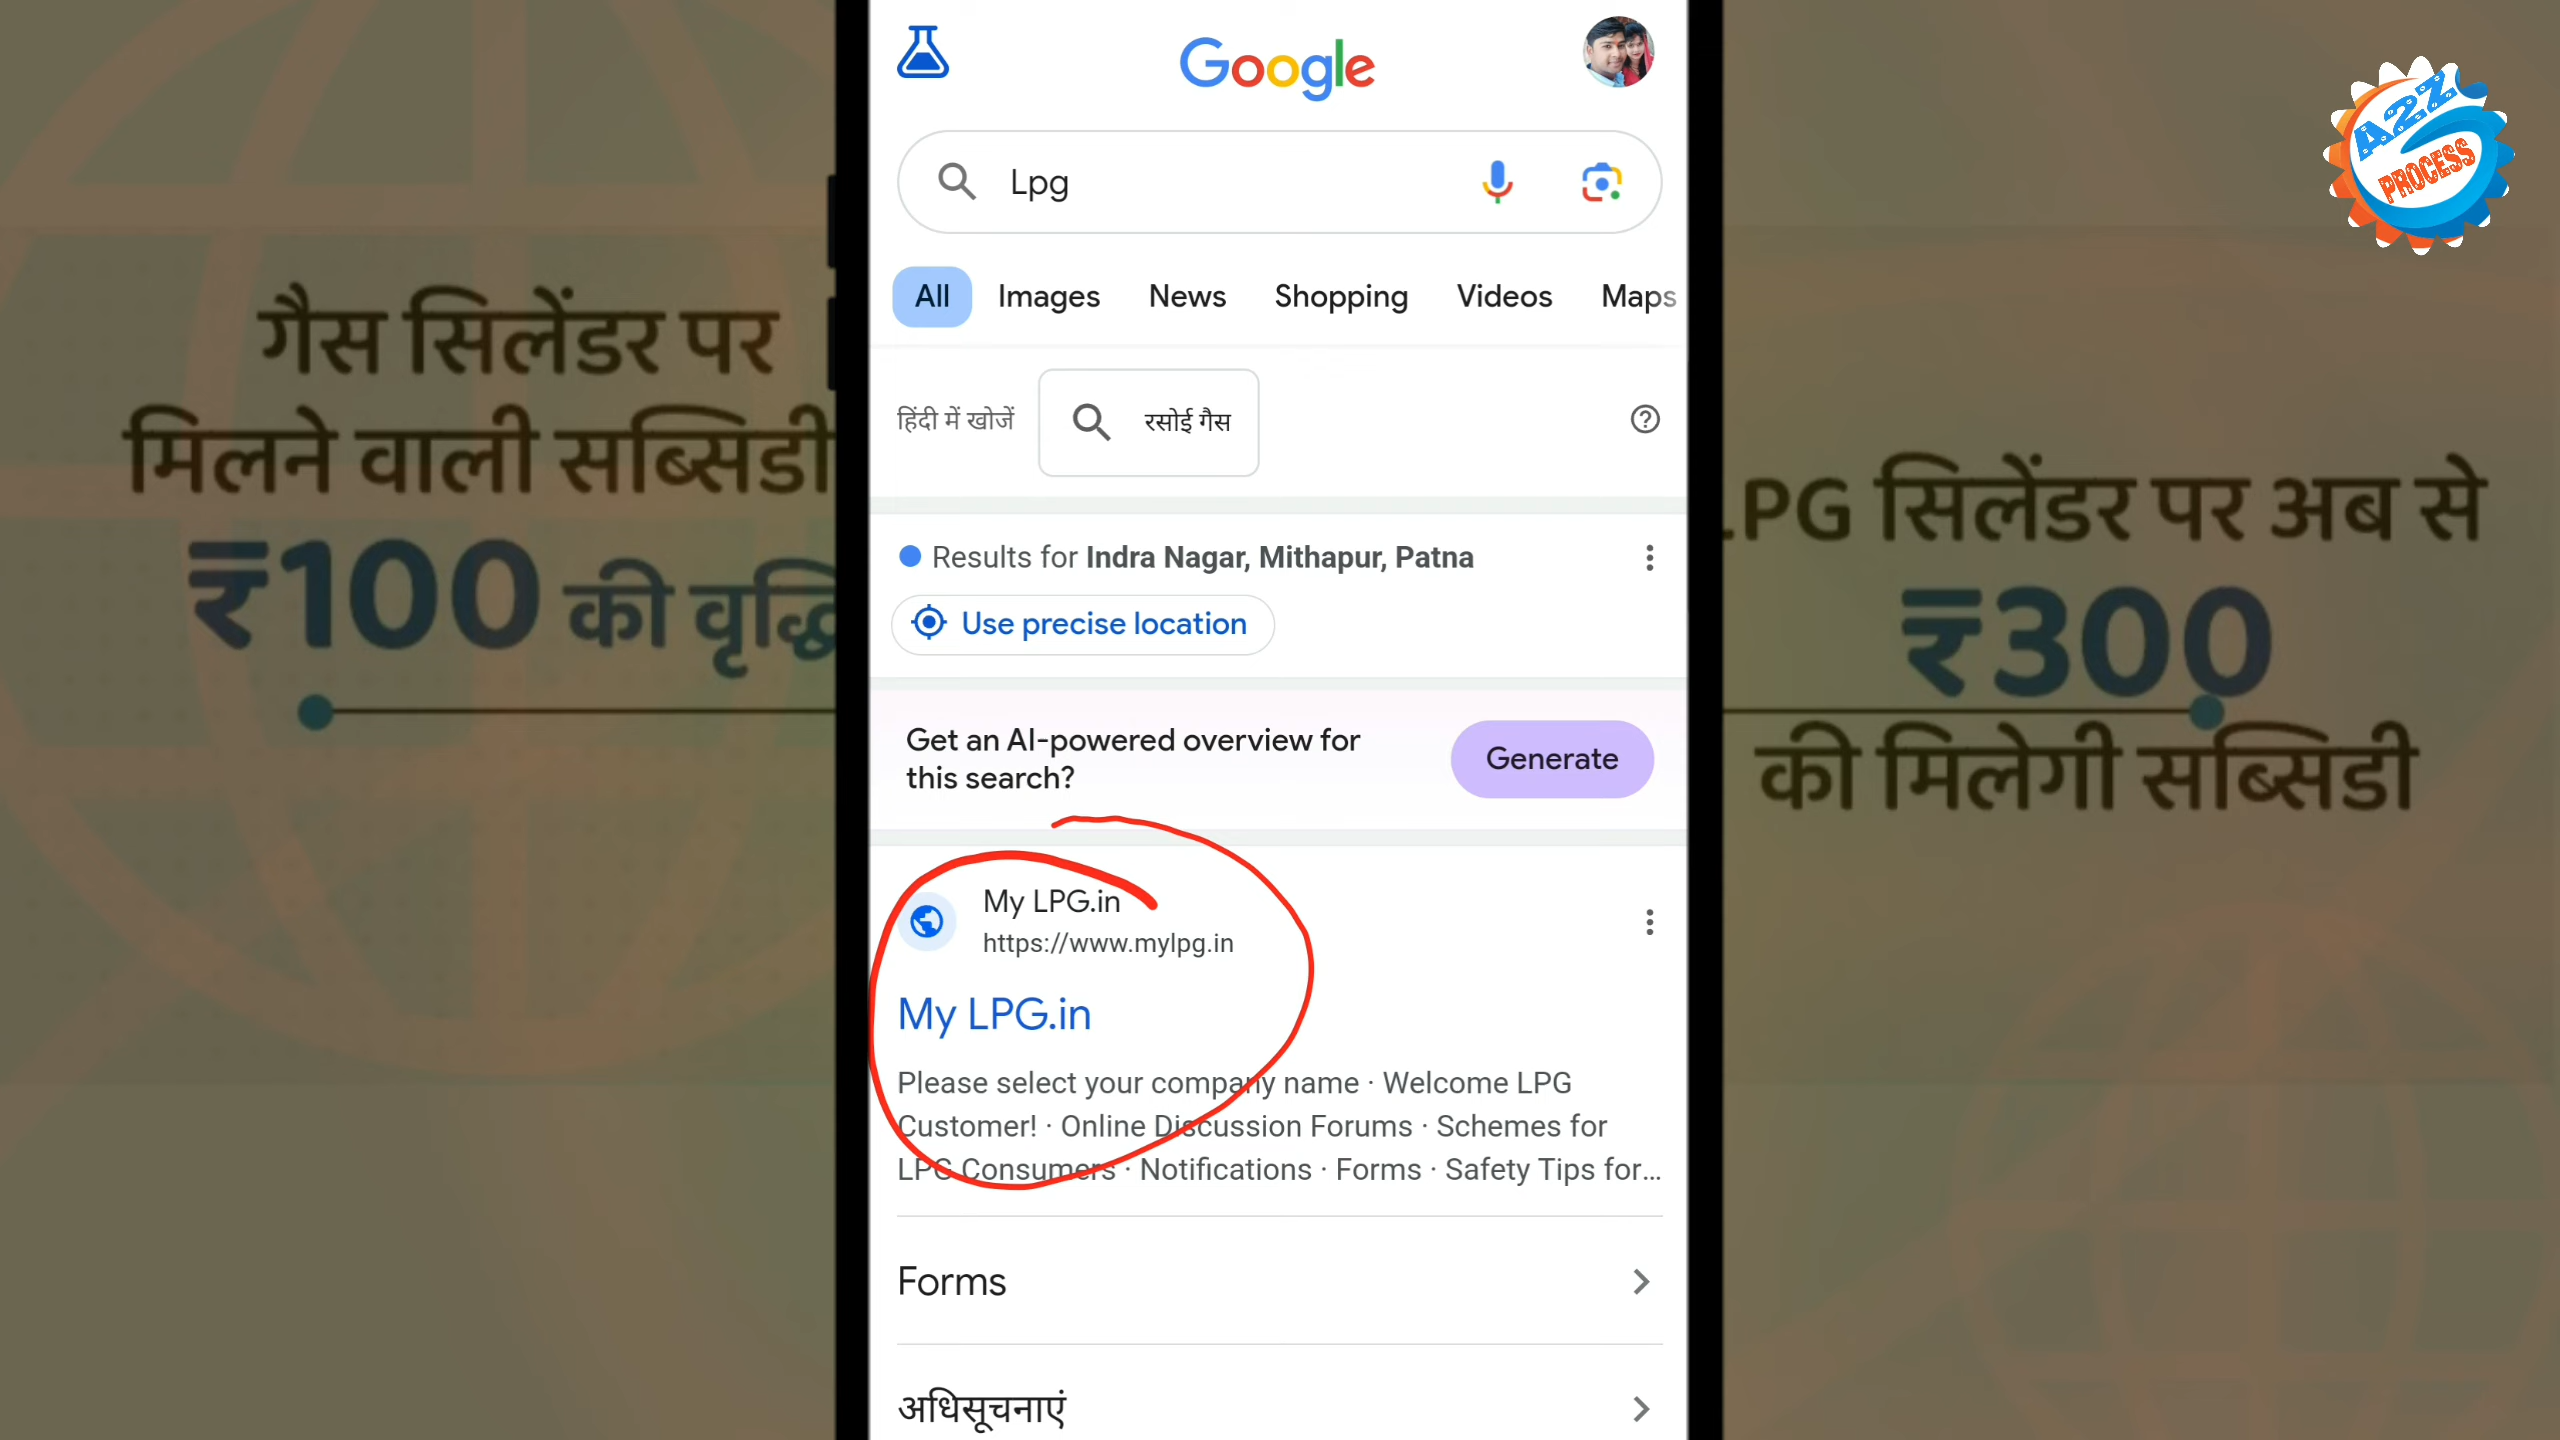 Google
A2Z
PROCESS
Lpg
All Images News Shopping Videos Maps
हिंदी में खोजें रसोई गैस
Results for Indra Nagar, Mithapur, Patna
Use precise location
Get an AI-powered overview for
this search?
Generate
My LPG.in
https://www.mylpg.in
My LPG.in
Please select your company name · Welcome LPG
Customer! · Online Discussion Forums · Schemes for
LPG Consumers · Notifications · Forms · Safety Tips for...
Forms
अधिसूचनाएं
गैस सिलेंडर पर
मिलने वाली सब्सिडी
₹100 की वृद्धि
LPG सिलेंडर पर अब से
₹300
की मिलेगी सब्सिडी